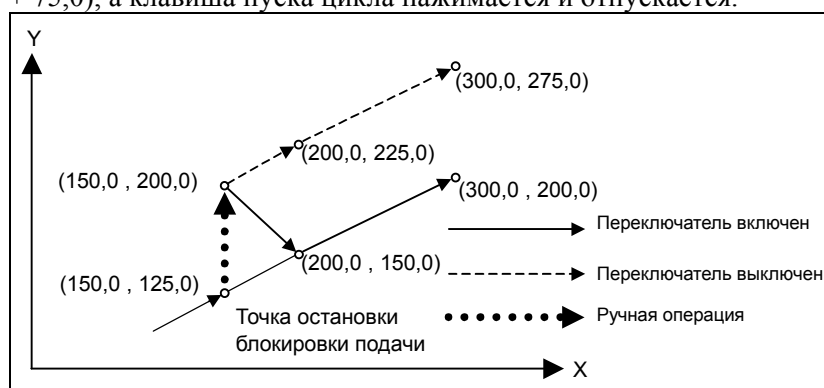 + 75,0), а клавиша пуска цикла нажимается и отпускается.
Y
(300,0, 275,0)
(200,0, 225,0)
(150,0 , 200,0)
(300,0 , 200,0)
Переключатель включен
(200,0 , 150,0)
Переключатель выключен
(150,0 , 125,0)
Точка остановки
блокировки подачи
Ручная операция
X